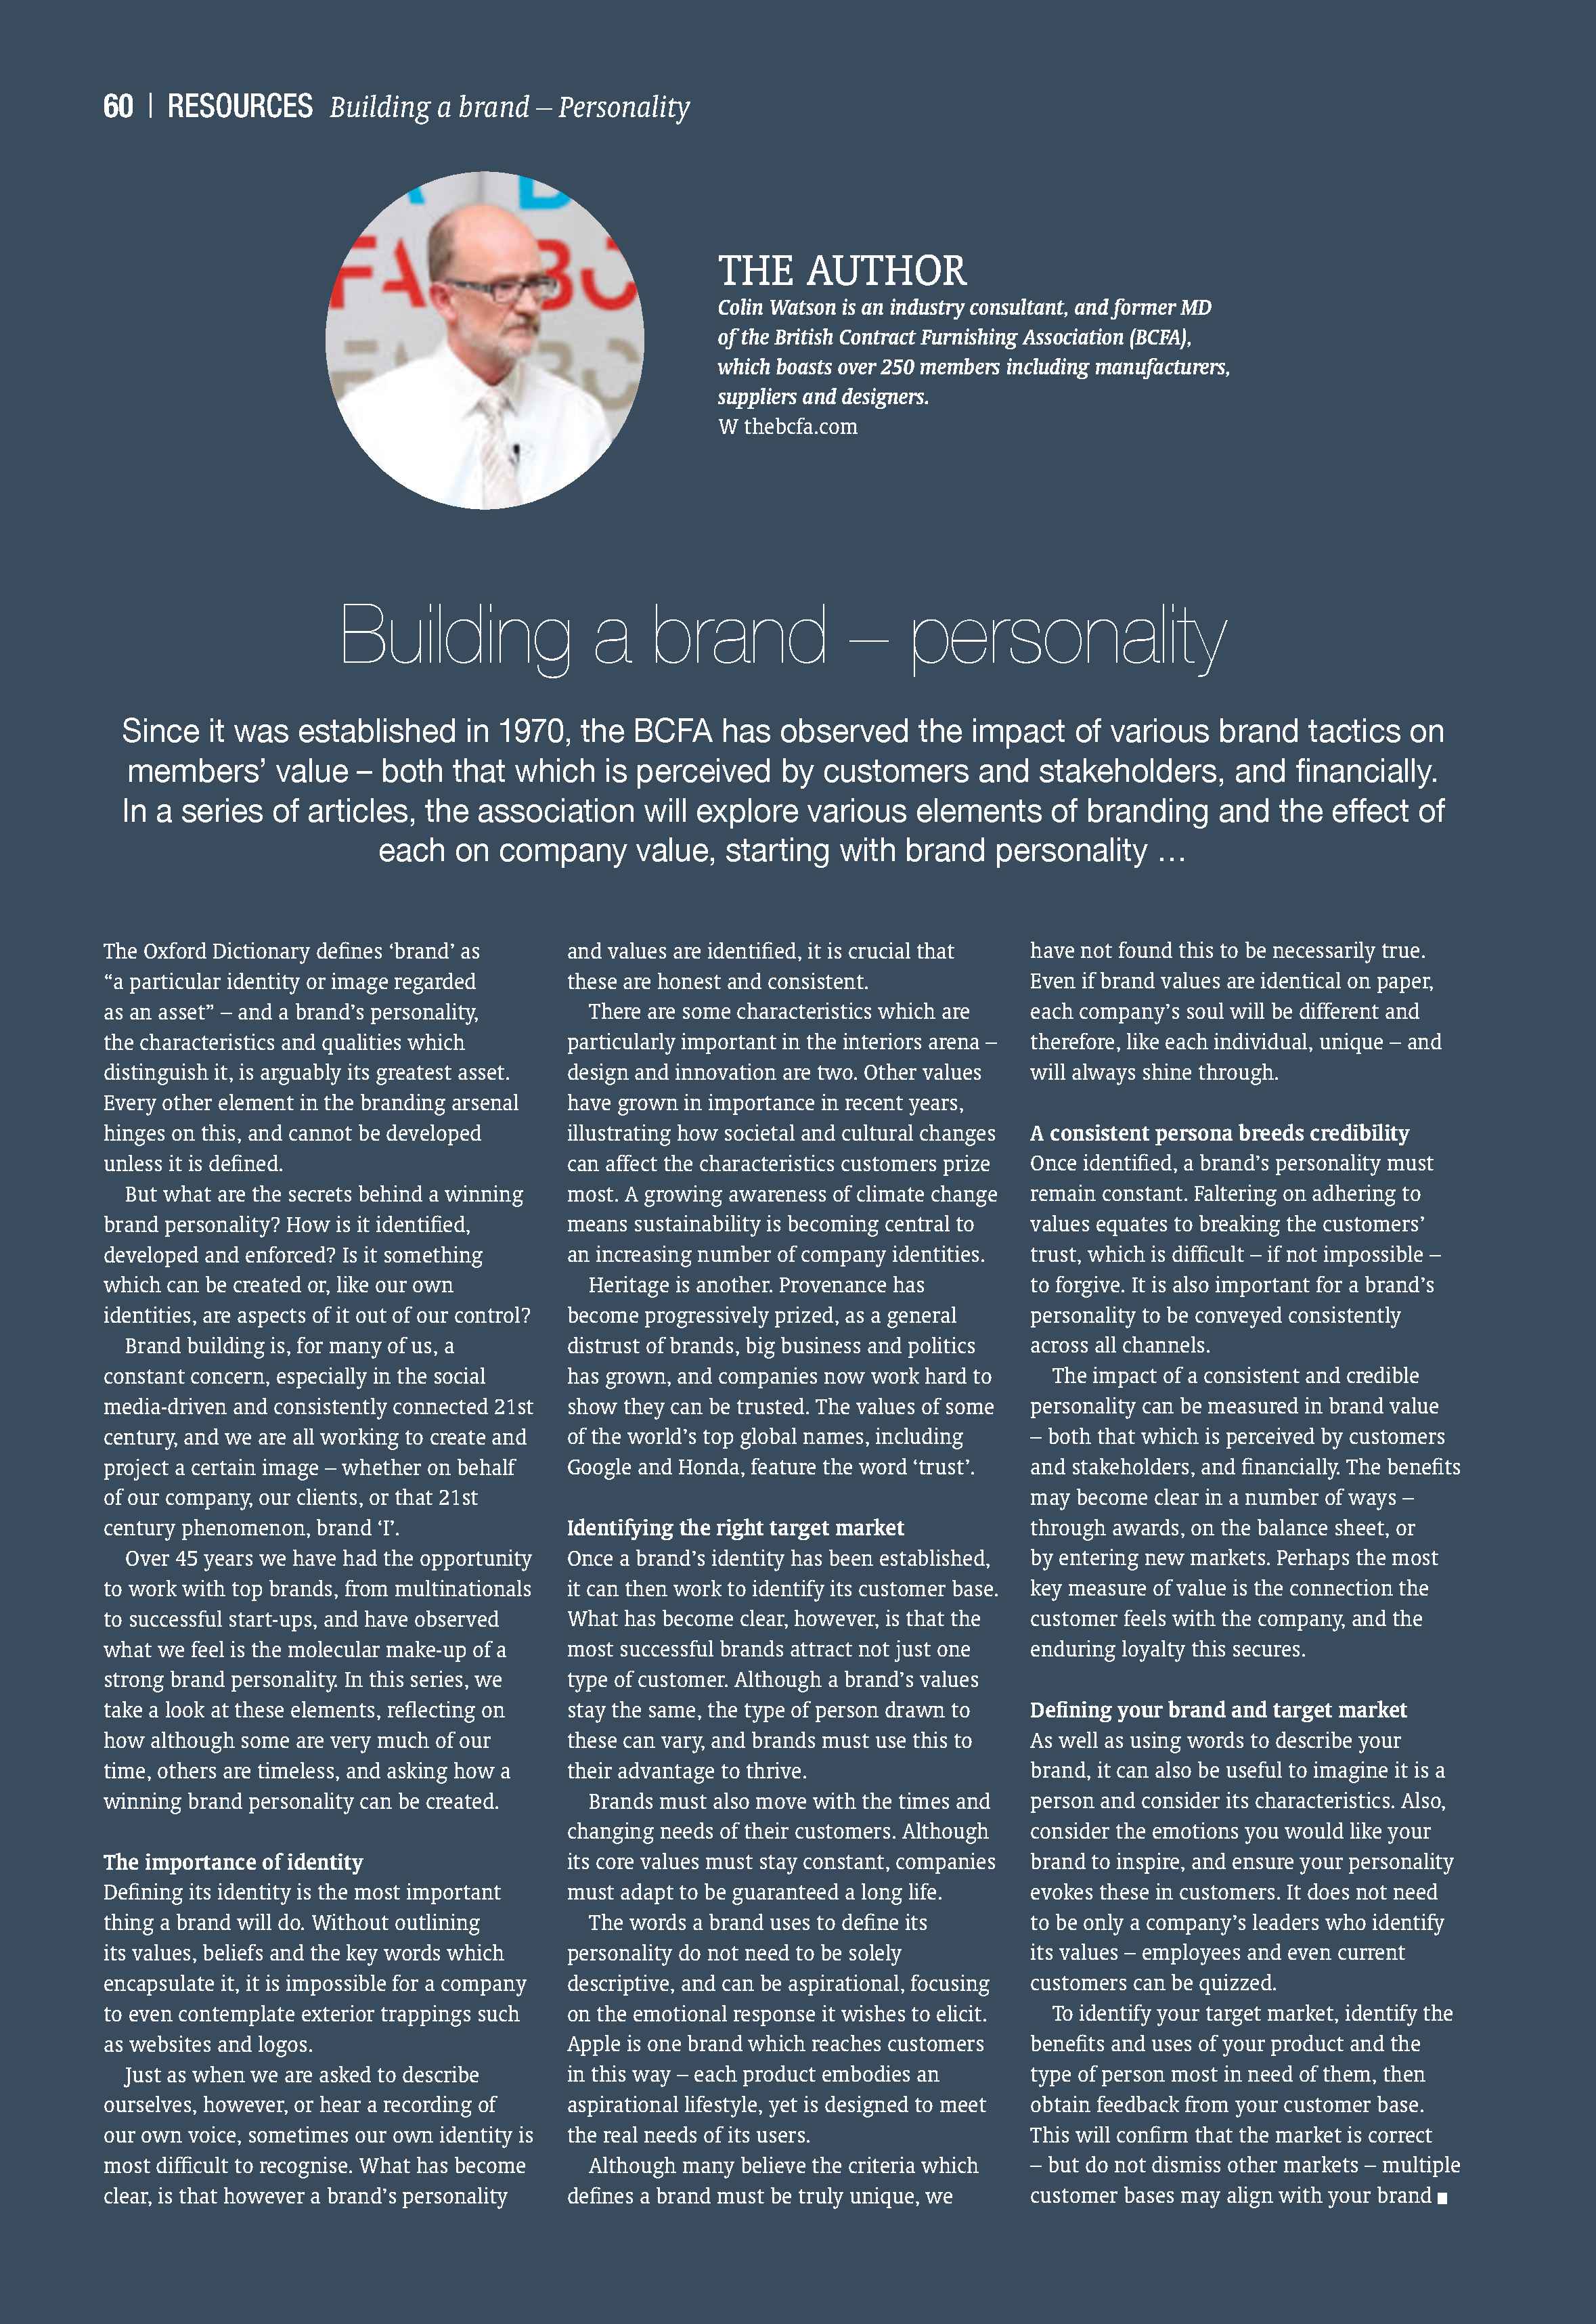 60 | RESOURCES Building a brand – Personality
FA BC
FA BC
THE AUTHOR
Colin Watson is an industry consultant, and former MD
of the British Contract Furnishing Association (BCFA),
which boasts over 250 members including manufacturers,
suppliers and designers.
W thebcfa.com
Building a brand – personality
Since it was established in 1970, the BCFA has observed the impact of various brand tactics on
members’ value – both that which is perceived by customers and stakeholders, and financially.
In a series of articles, the association will explore various elements of branding and the effect of
each on company value, starting with brand personality ...
The Oxford Dictionary defines ‘brand’ as
“a particular identity or image regarded
as an asset” – and a brand’s personality,
the characteristics and qualities which
distinguish it, is arguably its greatest asset.
Every other element in the branding arsenal
hinges on this, and cannot be developed
unless it is defined.
But what are the secrets behind a winning
brand personality? How is it identified,
developed and enforced? Is it something
which can be created or, like our own
identities, are aspects of it out of our control?
Brand building is, for many of us, a
constant concern, especially in the social
media-driven and consistently connected 21st
century, and we are all working to create and
project a certain image – whether on behalf
of our company, our clients, or that 21st
century phenomenon, brand ‘I’.
Over 45 years we have had the opportunity
to work with top brands, from multinationals
to successful start-ups, and have observed
what we feel is the molecular make-up of a
strong brand personality. In this series, we
take a look at these elements, reflecting on
how although some are very much of our
time, others are timeless, and asking how a
winning brand personality can be created.
The importance of identity
Defining its identity is the most important
thing a brand will do. Without outlining
its values, beliefs and the key words which
encapsulate it, it is impossible for a company
to even contemplate exterior trappings such
as websites and logos.
Just as when we are asked to describe
ourselves, however, or hear a recording of
our own voice, sometimes our own identity is
most difficult to recognise. What has become
clear, is that however a brand’s personality
and values are identified, it is crucial that
these are honest and consistent.
There are some characteristics which are
particularly important in the interiors arena –
design and innovation are two. Other values
have grown in importance in recent years,
illustrating how societal and cultural changes
can affect the characteristics customers prize
most. A growing awareness of climate change
means sustainability is becoming central to
an increasing number of company identities.
Heritage is another. Provenance has
become progressively prized, as a general
distrust of brands, big business and politics
has grown, and companies now work hard to
show they can be trusted. The values of some
of the world’s top global names, including
Google and Honda, feature the word ‘trust’.
Identifying the right target market
Once a brand’s identity has been established,
it can then work to identify its customer base.
What has become clear, however, is that the
most successful brands attract not just one
type of customer. Although a brand’s values
stay the same, the type of person drawn to
these can vary, and brands must use this to
their advantage to thrive.
Brands must also move with the times and
changing needs of their customers. Although
its core values must stay constant, companies
must adapt to be guaranteed a long life.
The words a brand uses to define its
personality do not need to be solely
descriptive, and can be aspirational, focusing
on the emotional response it wishes to elicit.
Apple is one brand which reaches customers
in this way – each product embodies an
aspirational lifestyle, yet is designed to meet
the real needs of its users.
Although many believe the criteria which
defines a brand must be truly unique, we
have not found this to be necessarily true.
Even if brand values are identical on paper,
each company’s soul will be different and
therefore, like each individual, unique – and
will always shine through.
A consistent persona breeds credibility
Once identified, a brand’s personality must
remain constant. Faltering on adhering to
values equates to breaking the customers’
trust, which is difficult – if not impossible –
to forgive. It is also important for a brand’s
personality to be conveyed consistently
across all channels.
The impact of a consistent and credible
personality can be measured in brand value
– both that which is perceived by customers
and stakeholders, and financially. The benefits
may become clear in a number of ways –
through awards, on the balance sheet, or
by entering new markets. Perhaps the most
key measure of value is the connection the
customer feels with the company, and the
enduring loyalty this secures.
Defining your brand and target market
As well as using words to describe your
brand, it can also be useful to imagine it is a
person and consider its characteristics. Also,
consider the emotions you would like your
brand to inspire, and ensure your personality
evokes these in customers. It does not need
to be only a company’s leaders who identify
its values – employees and even current
customers can be quizzed.
To identify your target market, identify the
benefits and uses of your product and the
type of person most in need of them, then
obtain feedback from your customer base.
This will confirm that the market is correct
– but do not dismiss other markets – multiple
customer bases may align with your brand ■